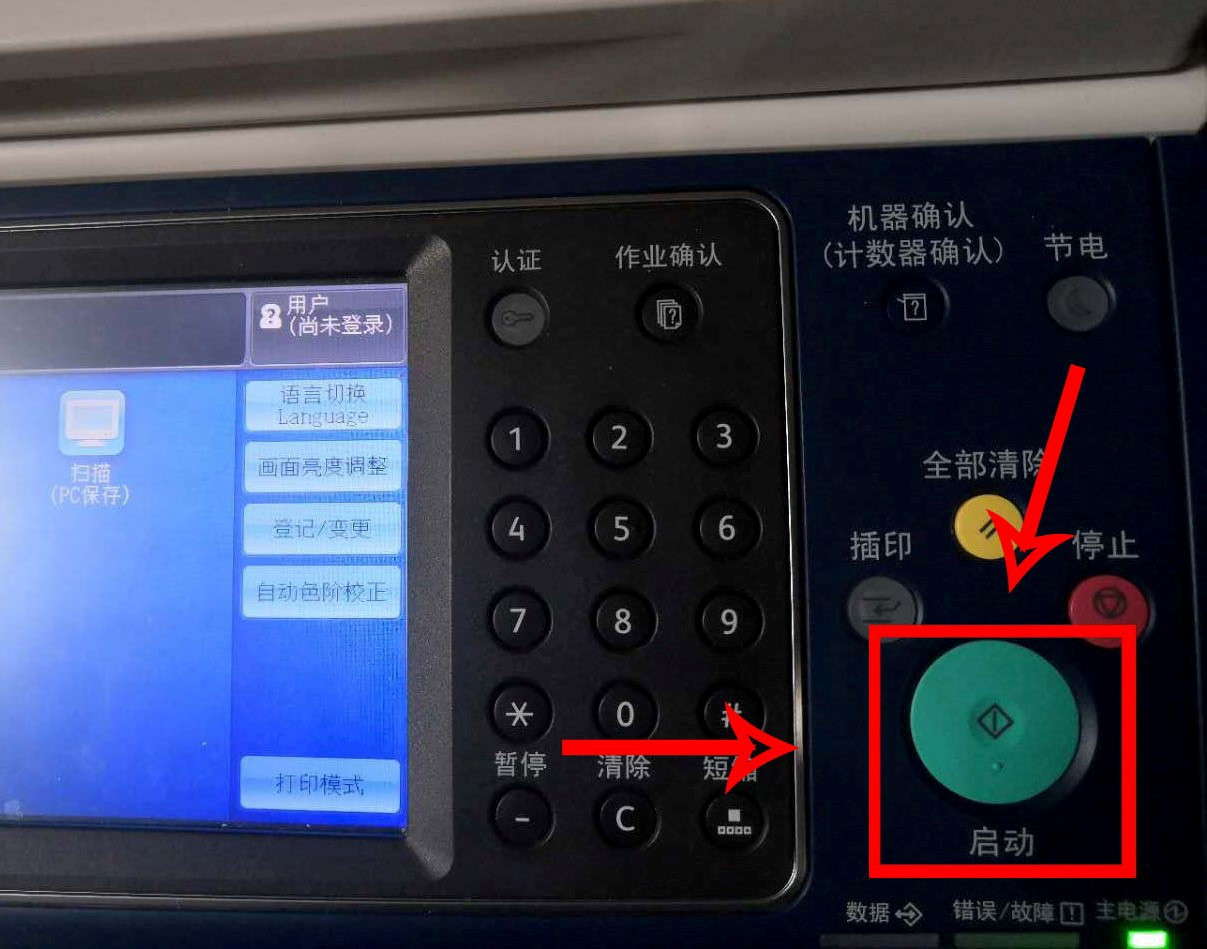 机器确认
(计数器确认)
节电
认证
作业确认
用户
(尚未登录)
语言切换
Language
扫描
(PC保存)
画面亮度调整
登记/变更
自动色阶校正
打印模式
1
2
3
4
5
6
7
8
9
*
0
#
暂停
清除
短缩
-
C
全部清除
插印
停止
启动
数据
错误/故障
主电源